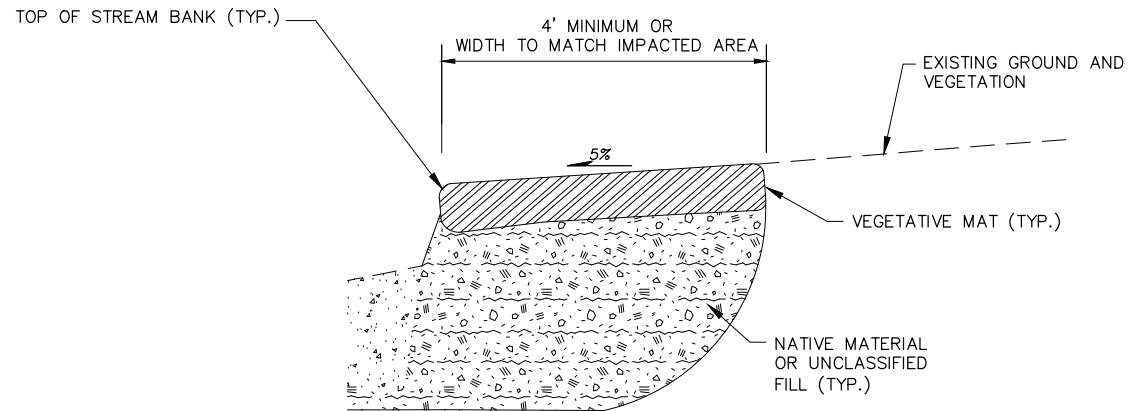 TOP OF STREAM BANK (TYP.)
4' MINIMUM OR
WIDTH TO MATCH IMPACTED AREA
EXISTING GROUND AND
VEGETATION
5%
VEGETATIVE MAT (TYP.)
NATIVE MATERIAL
OR UNCLASSIFIED
FILL (TYP.)